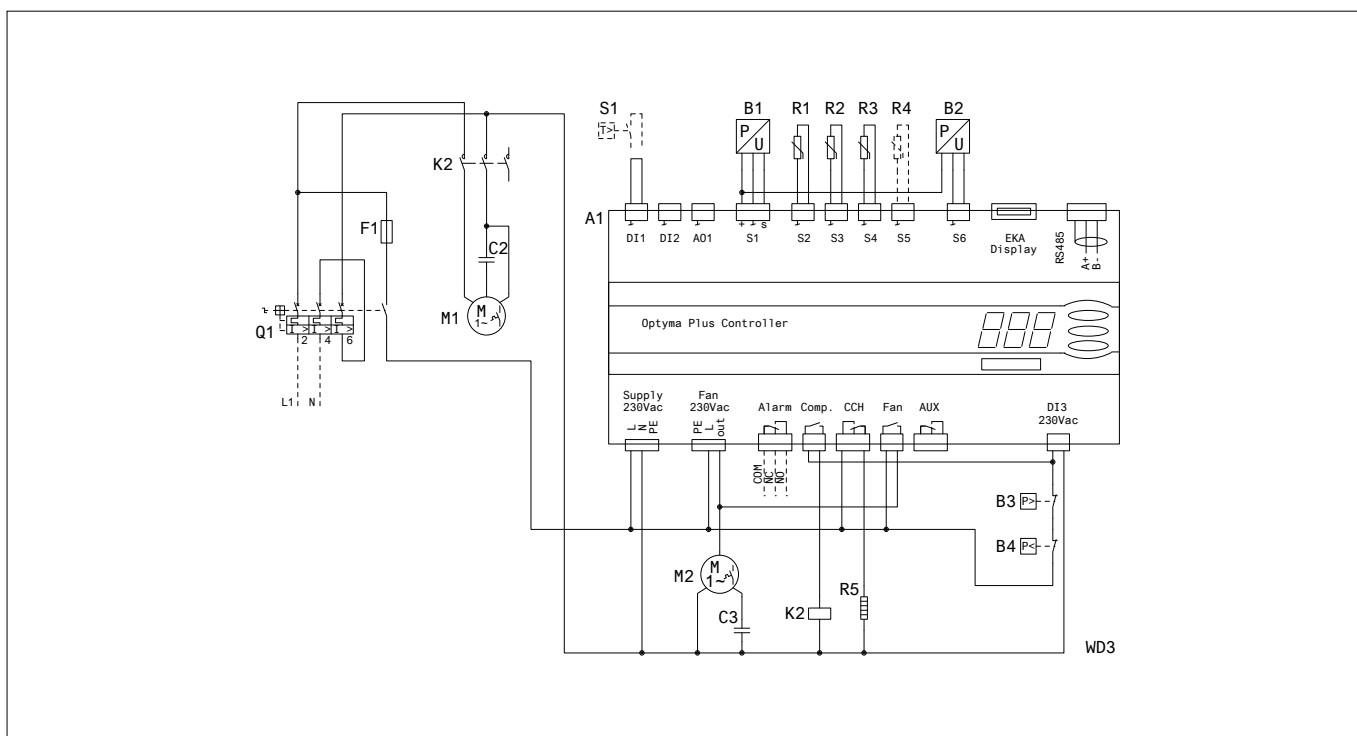 S1 B1 R1 R2 R3 R4 B2
T> P U P U
K2
A1
F1
+ s
DI1 DI2 AO1 S1 S2 S3 S4 S5 S6 EKA Display RS485 A+ B-
C2
M1 M 1~
Q1
I > I > I >
2 4 6
Optyma Plus Controller
L1 N
Supply 230Vac
Fan 230Vac
Alarm Comp. CCH Fan AUX
DI3 230Vac
L N PE
PE L out
COM NC NO
B3 P>
B4 P<
M2 M 1~
C3
K2
R5
WD3